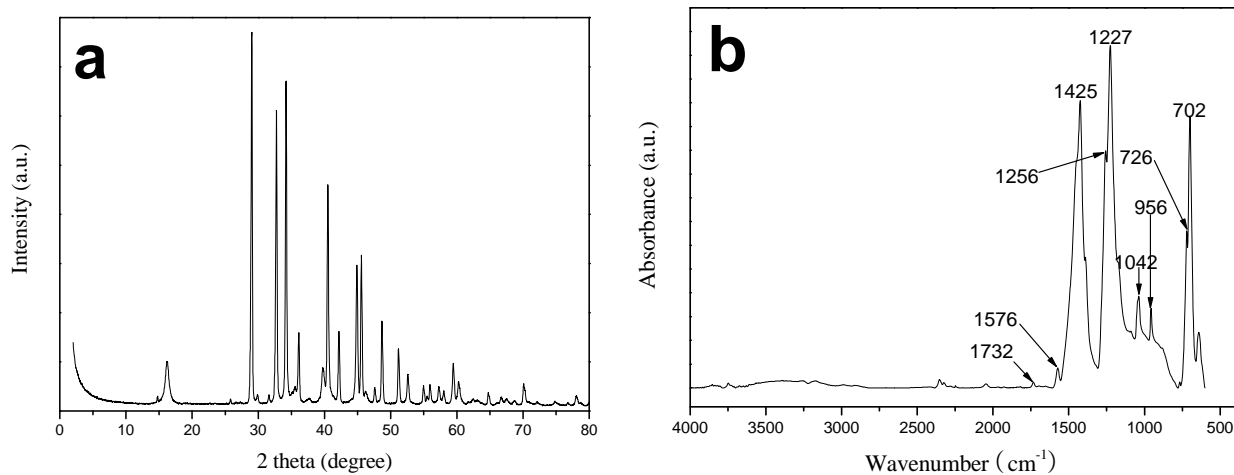 a
Intensity (a.u.)
0 10 20 30 40 50 60 70 80
2 theta (degree)
b
Absorbance (a.u.)
1227
1425
702
1256
726
956
1042
1576
1732
4000 3500 3000 2500 2000 1500 1000 500
Wavenumber (cm⁻¹)